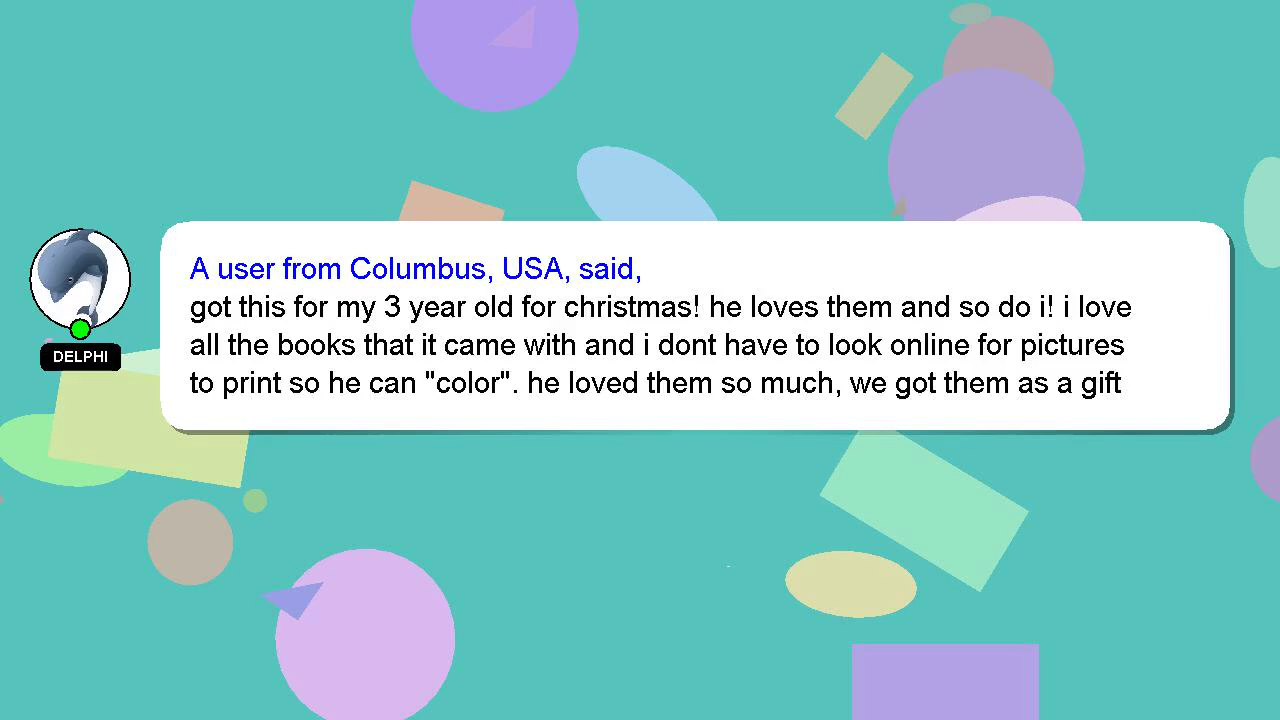 A user from Columbus, USA, said,
got this for my 3 year old for christmas! he loves them and so do i! i love
all the books that it came with and i dont have to look online for pictures
to print so he can "color". he loved them so much, we got them as a gift
DELPHI